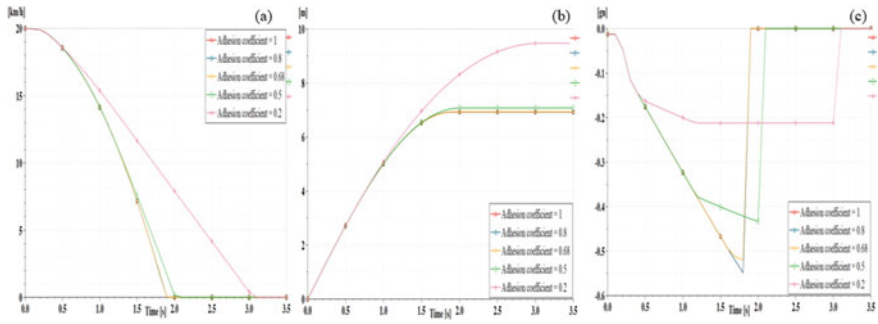 [km/h]
(a)
20
15
10
5
0
Adhesion coefficient = 1
Adhesion coefficient = 0.8
Adhesion coefficient = 0.68
Adhesion coefficient = 0.5
Adhesion coefficient = 0.2
0.0 0.5 1.0 1.5 Time [s] 2.0 2.5 3.0 3.5
[m]
(b)
10
8
6
4
2
0
Adhesion coefficient = 1
Adhesion coefficient = 0.8
Adhesion coefficient = 0.68
Adhesion coefficient = 0.5
Adhesion coefficient = 0.2
0.0 0.5 1.0 1.5 Time [s] 2.0 2.5 3.0 3.5
[gn]
(c)
0.0
-0.1
-0.2
-0.3
-0.4
-0.5
-0.6
Adhesion coefficient = 1
Adhesion coefficient = 0.8
Adhesion coefficient = 0.68
Adhesion coefficient = 0.5
Adhesion coefficient = 0.2
0.0 0.5 1.0 1.5 Time [s] 2.0 2.5 3.0 3.5